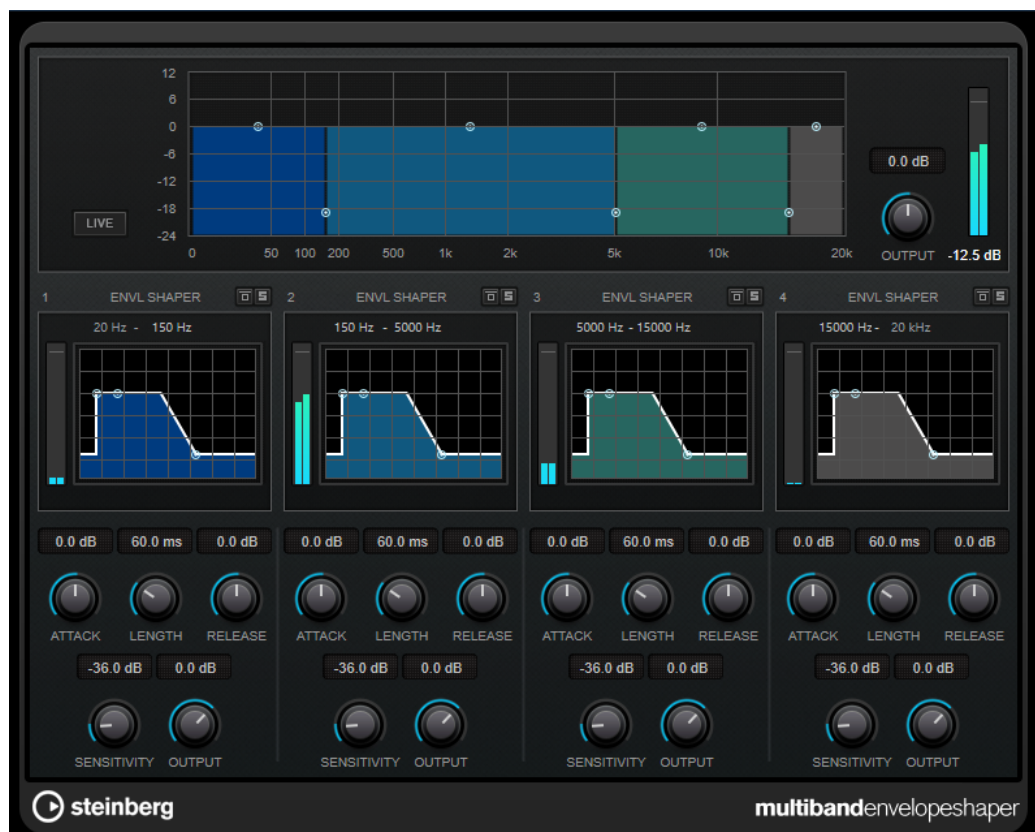 12
6
0
-6
-12
-18
-24
LIVE
0 50 100 200 500 1k 2k 5k 10k 20k
0.0 dB
OUTPUT -12.5 dB
1 ENVL SHAPER S 2 ENVL SHAPER S 3 ENVL SHAPER S 4 ENVL SHAPER S
20 Hz - 150 Hz 150 Hz - 5000 Hz 5000 Hz - 15000 Hz 15000 Hz - 20 kHz
0.0 dB 60.0 ms 0.0 dB 0.0 dB 60.0 ms 0.0 dB 0.0 dB 60.0 ms 0.0 dB 0.0 dB 60.0 ms 0.0 dB
ATTACK LENGTH RELEASE ATTACK LENGTH RELEASE ATTACK LENGTH RELEASE ATTACK LENGTH RELEASE
-36.0 dB 0.0 dB -36.0 dB 0.0 dB -36.0 dB 0.0 dB -36.0 dB 0.0 dB
SENSITIVITY OUTPUT SENSITIVITY OUTPUT SENSITIVITY OUTPUT SENSITIVITY OUTPUT
steinberg multibandenvelopeshaper